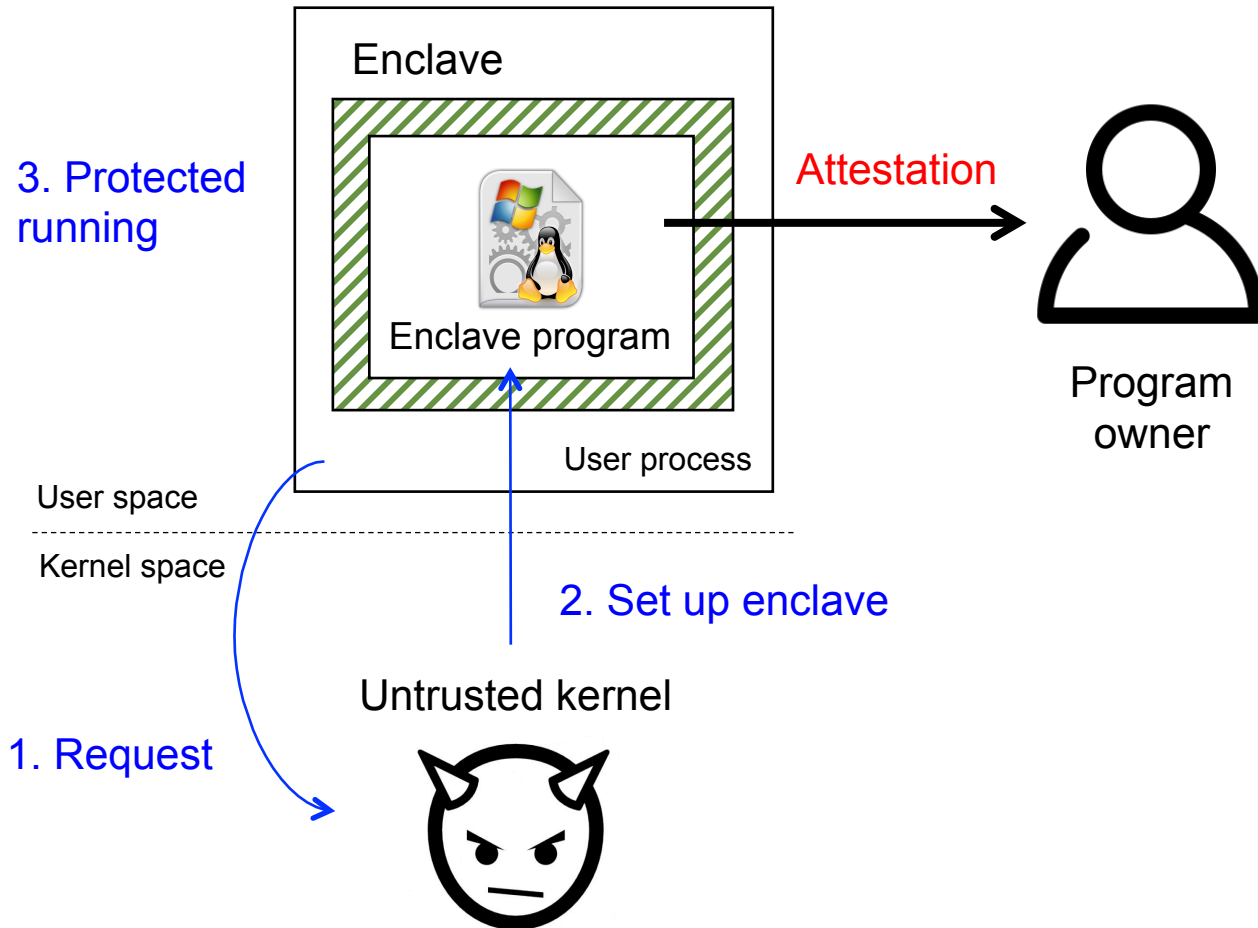 Enclave
3. Protected
running
Attestation
Enclave program
Program
owner
User process
User space
Kernel space
2. Set up enclave
Untrusted kernel
1. Request